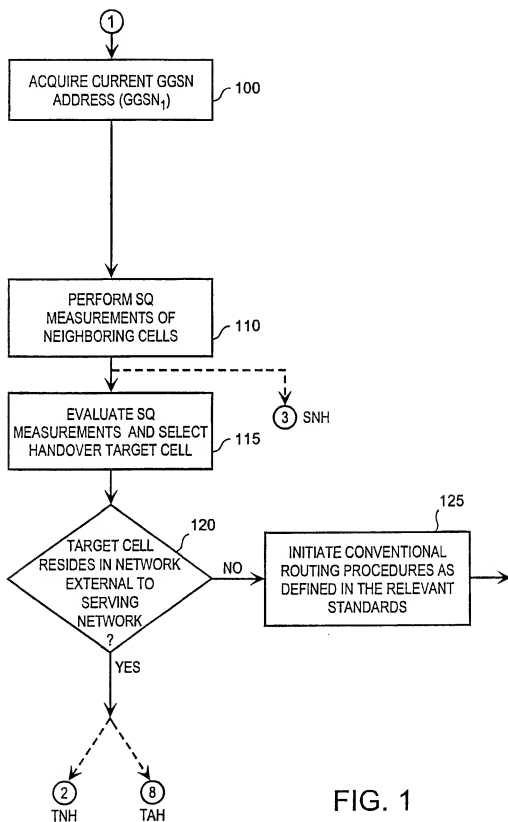 1
ACQUIRE CURRENT GGSN
ADDRESS (GGSN₁)
100
PERFORM SQ
MEASUREMENTS OF
NEIGHBORING CELLS
110
3 SNH
EVALUATE SQ
MEASUREMENTS AND SELECT
HANDOVER TARGET CELL
115
120
TARGET CELL
RESIDES IN NETWORK
EXTERNAL TO
SERVING
NETWORK
?
NO
125
INITIATE CONVENTIONAL
ROUTING PROCEDURES AS
DEFINED IN THE RELEVANT
STANDARDS
YES
2
TNH
8
TAH
FIG. 1